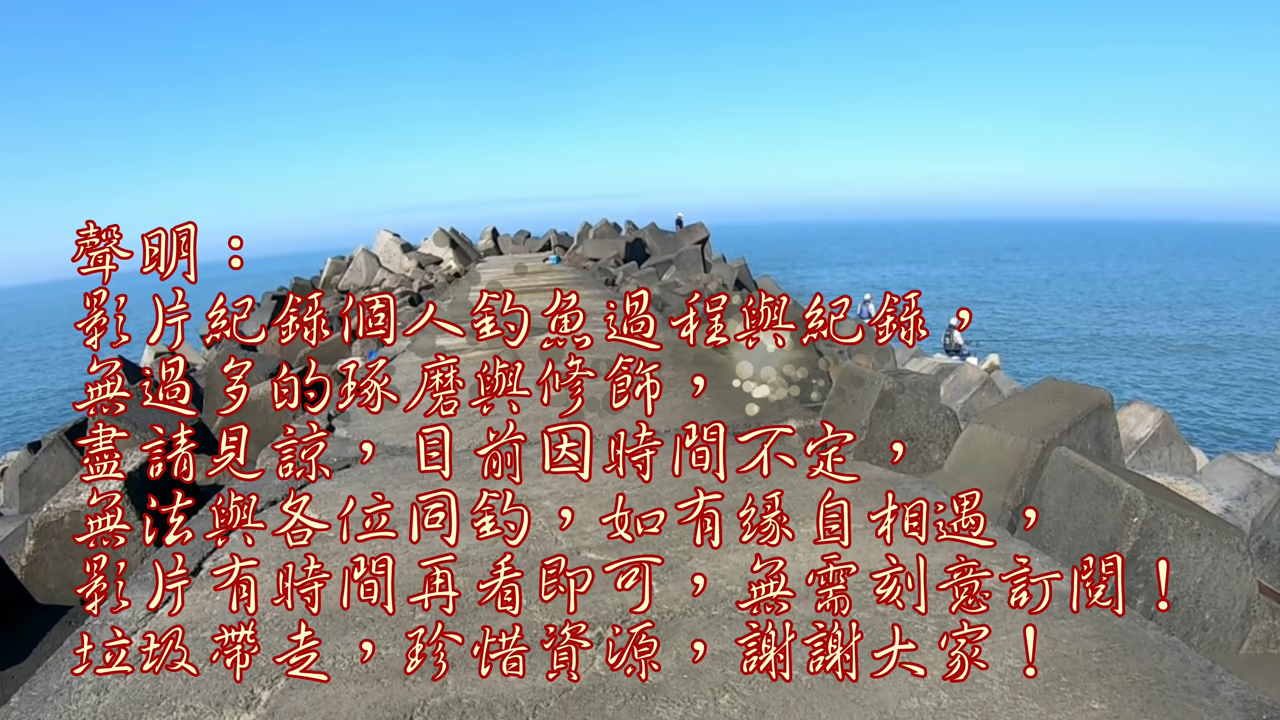 聲明：
影片紀錄個人釣魚過程與紀錄，
無過多的琢磨與修飾，
盡請見諒，目前因時間不定，
無法與各位同釣，如有緣自相遇，
影片有時間再看即可，無需刻意訂閱！
垃圾帶走，珍惜資源，謝謝大家！